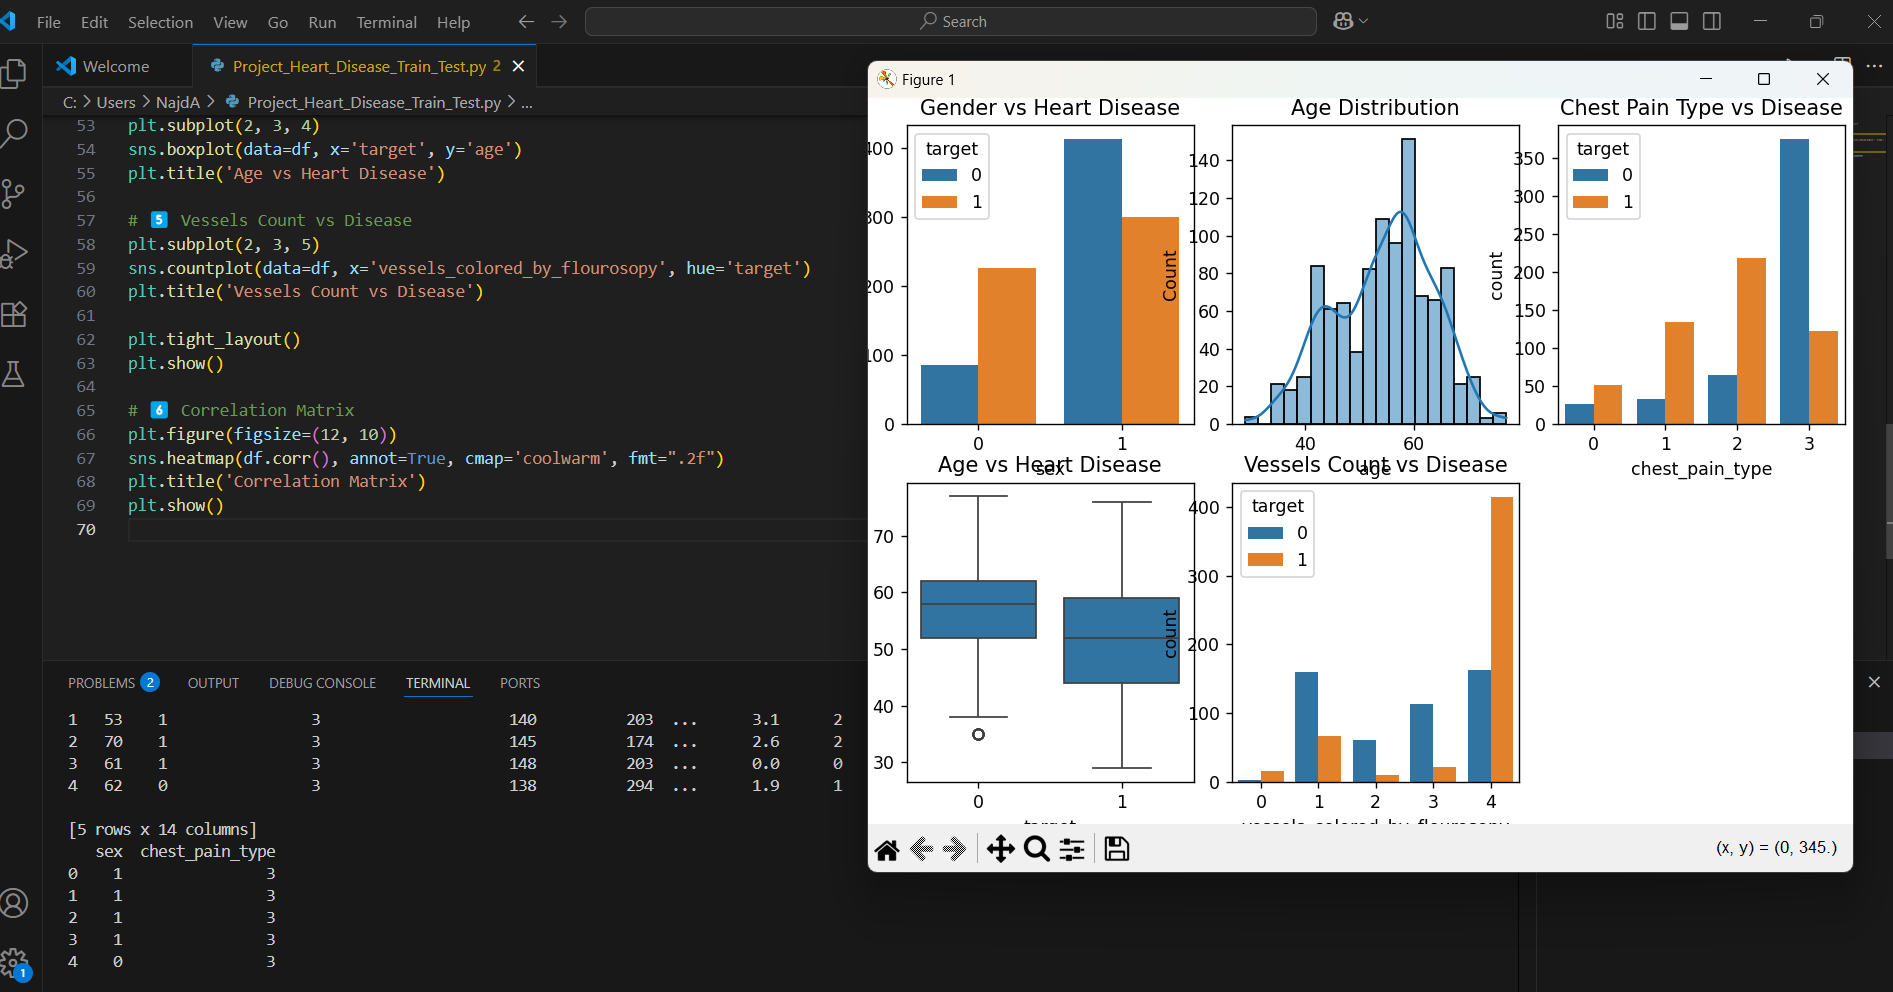 File Edit Selection View Go Run Terminal Help
Search
Welcome
Project_Heart_Disease_Train_Test.py 2
C: > Users > NajdA > Project_Heart_Disease_Train_Test.py > ...
53 plt.subplot(2, 3, 4)
54 sns.boxplot(data=df, x='target', y='age')
55 plt.title('Age vs Heart Disease')
56
57 # 5 Vessels Count vs Disease
58 plt.subplot(2, 3, 5)
59 sns.countplot(data=df, x='vessels_colored_by_flourosopy', hue='target')
60 plt.title('Vessels Count vs Disease')
61
62 plt.tight_layout()
63 plt.show()
64
65 # 6 Correlation Matrix
66 plt.figure(figsize=(12, 10))
67 sns.heatmap(df.corr(), annot=True, cmap='coolwarm', fmt=".2f")
68 plt.title('Correlation Matrix')
69 plt.show()
70
PROBLEMS 2 OUTPUT DEBUG CONSOLE TERMINAL PORTS
1 53 1 3 140 203 ... 3.1 2
2 70 1 3 145 174 ... 2.6 2
3 61 1 3 148 203 ... 0.0 0
4 62 0 3 138 294 ... 1.9 1
[5 rows x 14 columns]
sex chest_pain_type
0 1 3
1 1 3
2 1 3
3 1 3
4 0 3
1
Figure 1
Gender vs Heart Disease
target
0
1
400
300
200
100
0
0 1
sex
Age Distribution
Count
140
120
100
80
60
40
20
0
40 60
age
Chest Pain Type vs Disease
target
0
1
count
350
300
250
200
150
100
50
0
0 1 2 3
chest_pain_type
Age vs Heart Disease
70
60
50
40
30
0 1
target
Vessels Count vs Disease
target
0
1
count
400
300
200
100
0
0 1 2 3 4
vessels_colored_by_flourosopy
(x, y) = (0, 345.)